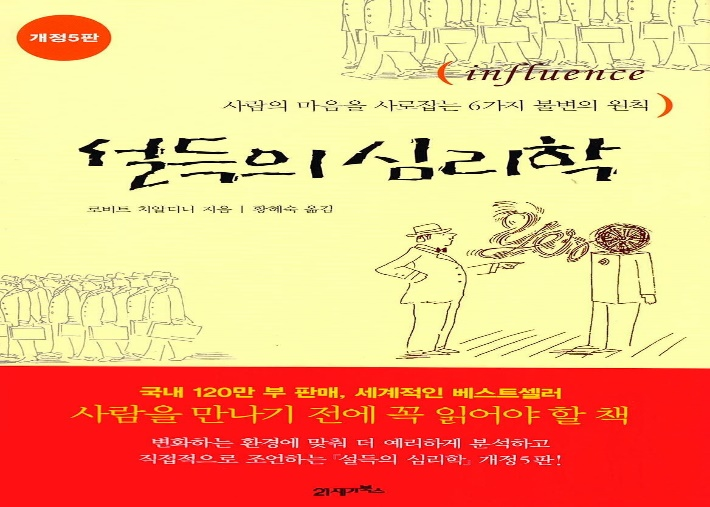 개정5판
influence
사람의 마음을 사로잡는 6가지 불변의 원칙
설득의 심리학
로버트 치알디니 지음 | 황혜숙 옮김
yes
국내 120만 부 판매, 세계적인 베스트셀러
사람을 만나기 전에 꼭 읽어야 할 책
변화하는 환경에 맞춰 더 예리하게 분석하고
직접적으로 조언하는 『설득의 심리학』 개정5판!
21세기북스